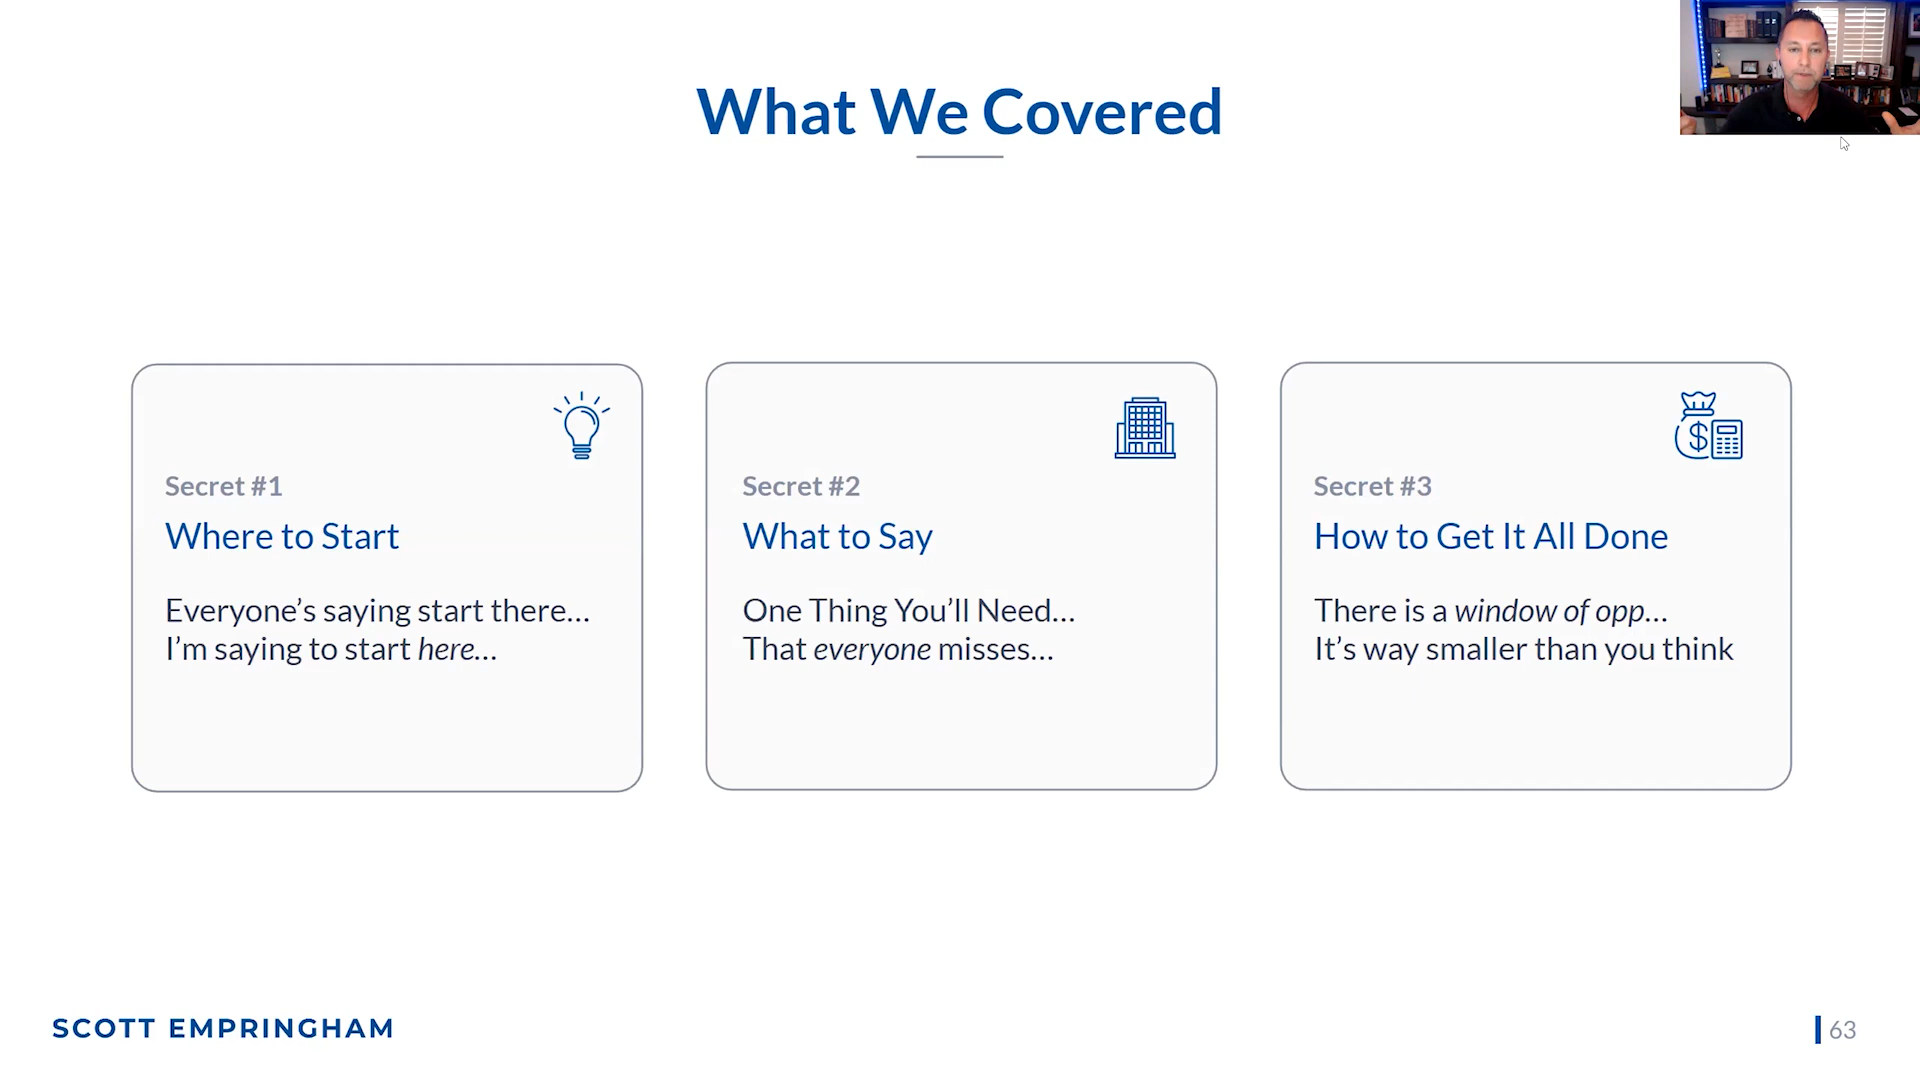 What We Covered
Secret #1
Where to Start
Everyone’s saying start there...
I’m saying to start here...
Secret #2
What to Say
One Thing You’ll Need...
That everyone misses...
$
Secret #3
How to Get It All Done
There is a window of opp...
It’s way smaller than you think
SCOTT EMPRINGHAM
63